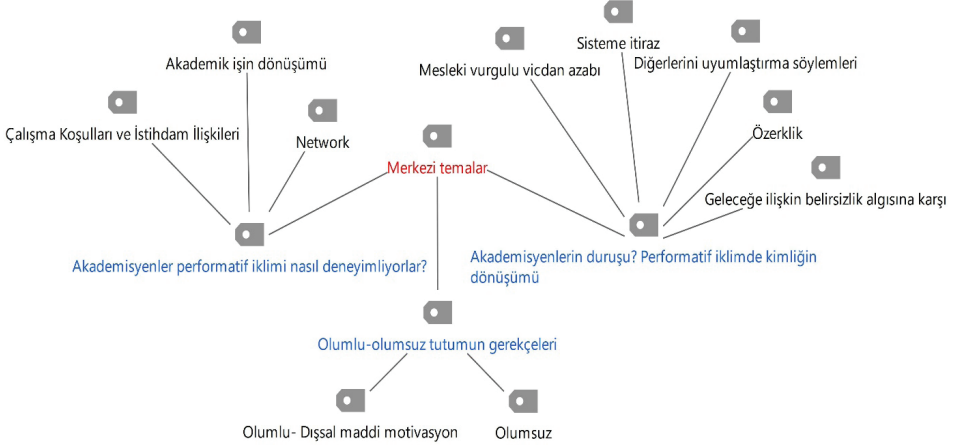 Akademik işin dönüşümü
Çalışma Koşulları ve İstihdam İlişkileri
Network
Mesleki vurgulu vicdan azabı
Sisteme itiraz
Diğerlerini uyumlaştırma söylemleri
Özerklik
Geleceğe ilişkin belirsizlik algısına karşı
Merkezi temalar
Akademisyenler performatif iklimi nasıl deneyimliyorlar?
Akademisyenlerin duruşu? Performatif iklimde kimliğin
dönüşümü
Olumlu-olumsuz tutumun gerekçeleri
Olumlu- Dışsal maddi motivasyon
Olumsuz